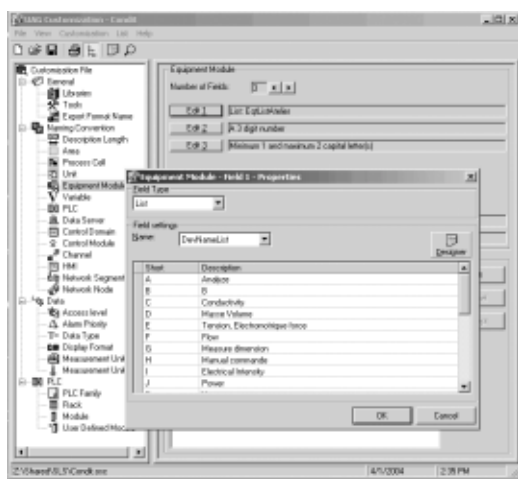 Customization - Condit
File View Customization List Help
Customization File
General
Libraries
Tools
Export Format Name
Naming Convention
Description Length
Area
Process Cell
Unit
Equipment Module
Variable
PLC
Data Server
Control Domain
Control Module
Channel
HMI
Network Segment
Network Node
Data
Access level
Alarm Priority
Data Type
Display Format
Measurement Unit
Measurement Unit
PLC
PLC Family
Rack
Module
User Defined
Equipment Module
Number of Fields: 3
Edit 1 List: EqtListAtelier
Edit 2 A 3 digit number
Edit 3 Minimum 1 and maximum 2 capital letter(s)
Equipment Module - Field 1 - Properties
Field Type
List
Field settings
Name: DevNameList
Designer
Short Description
A Analyze
B B
C Conductivity
D Masse Volume
E Tension, Electromotrique force
F Flow
G Measure dimension
H Manual commande
I Electrical Intensity
J Power
OK Cancel
4/1/2004 2:35 PM